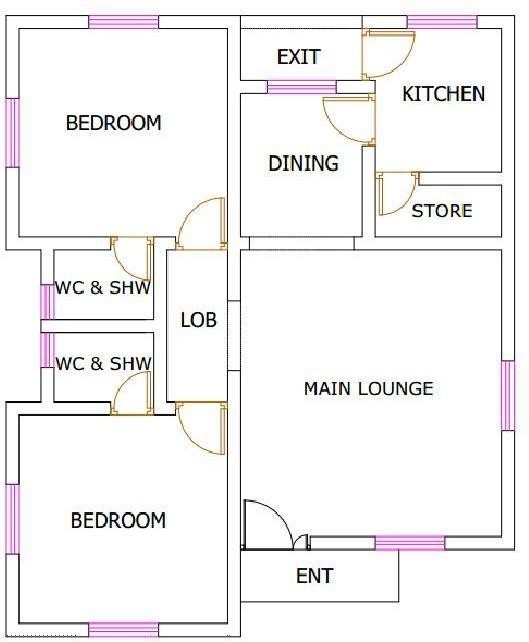 EXIT
KITCHEN
BEDROOM
DINING
STORE
WC & SHW
LOB
WC & SHW
MAIN LOUNGE
BEDROOM
ENT